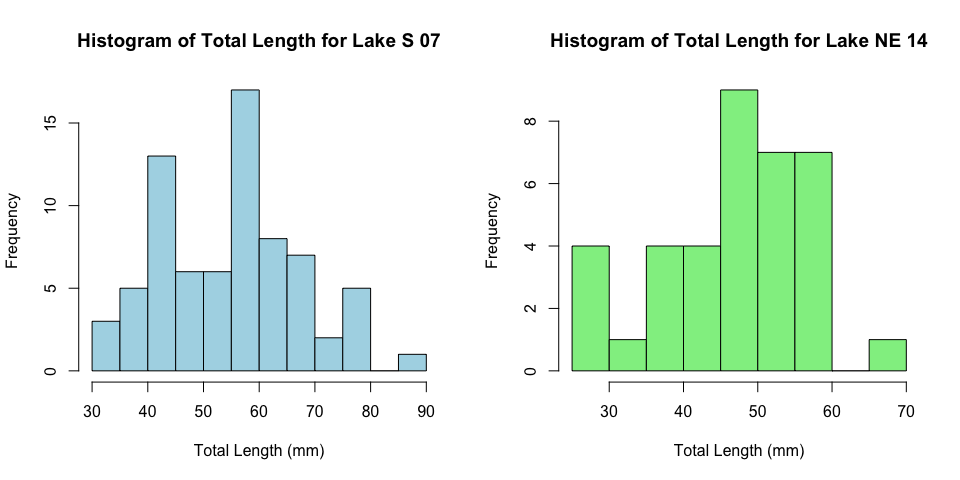 Histogram of Total Length for Lake S 07
Frequency
15
10
5
0
30 40 50 60 70 80 90
Total Length (mm)
Histogram of Total Length for Lake NE 14
Frequency
8
6
4
2
0
30 40 50 60 70
Total Length (mm)